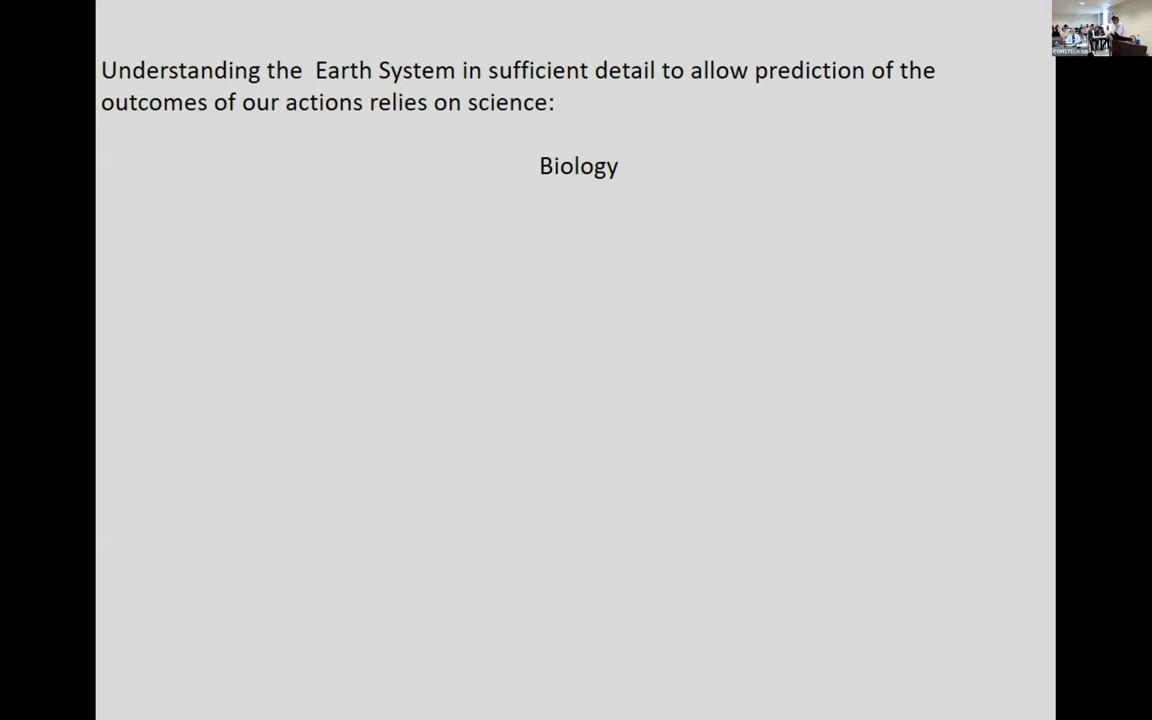 Understanding the  Earth System in sufficient detail to allow prediction of the
outcomes of our actions relies on science:
Biology